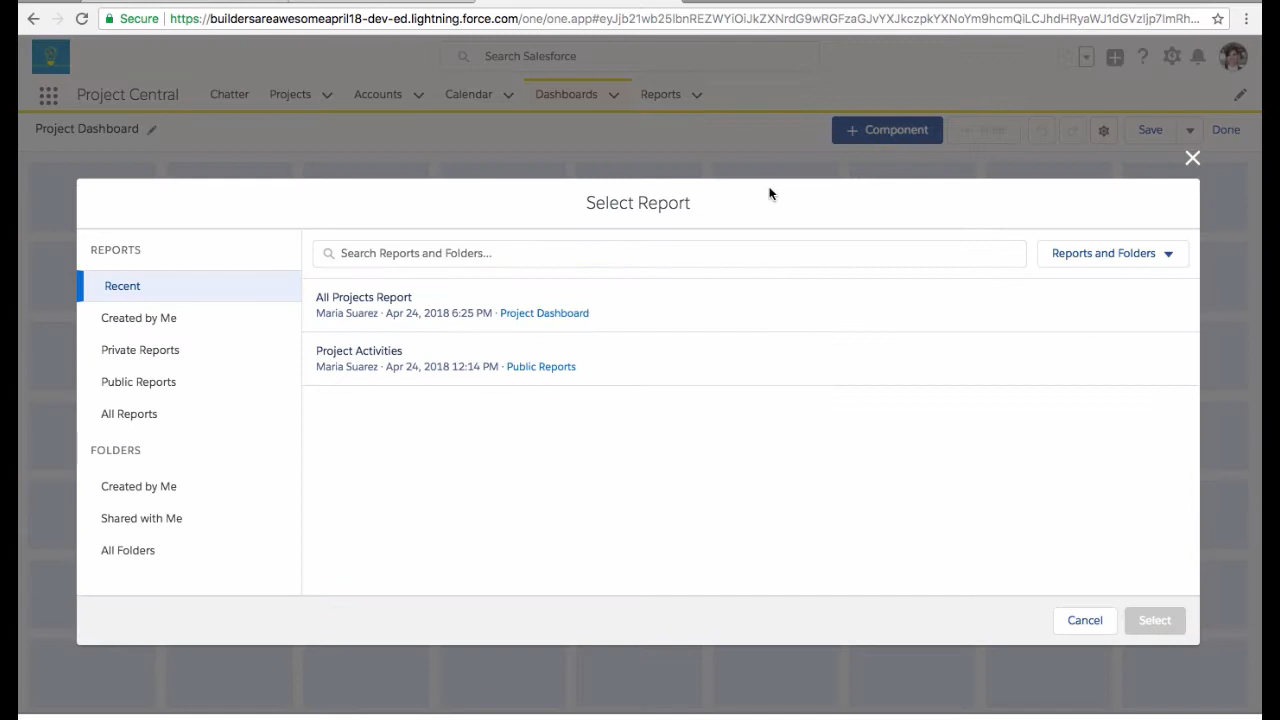 Secure | https://buildersareawesomeapril18-dev-ed.lightning.force.com/one/one.app#eyJjb21wb25lbnREZWYiOiJkZXNrdG9wRGFzaGJvYXJkczpkYXNoYm9hcmQiLCJhdHRyaWJ1dGVzIjp7ImRh...
Search Salesforce
Project Central Chatter Projects Accounts Calendar Dashboards Reports
Project Dashboard + Component Save Done
Select Report
REPORTS
Recent
Created by Me
Private Reports
Public Reports
All Reports
FOLDERS
Created by Me
Shared with Me
All Folders
Search Reports and Folders... Reports and Folders
All Projects Report
Maria Suarez · Apr 24, 2018 6:25 PM · Project Dashboard
Project Activities
Maria Suarez · Apr 24, 2018 12:14 PM · Public Reports
Cancel Select